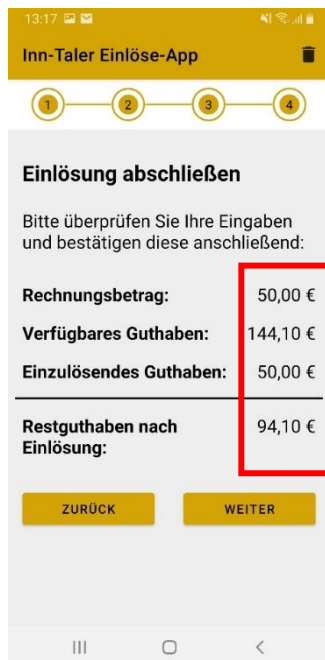 13:17
Inn-Taler Einlöse-App
1 2 3 4
Einlösung abschließen
Bitte überprüfen Sie Ihre Eingaben
und bestätigen diese anschließend:
Rechnungsbetrag: 50,00 €
Verfügbares Guthaben: 144,10 €
Einzulösendes Guthaben: 50,00 €
Restguthaben nach 94,10 €
Einlösung:
ZURÜCK WEITER